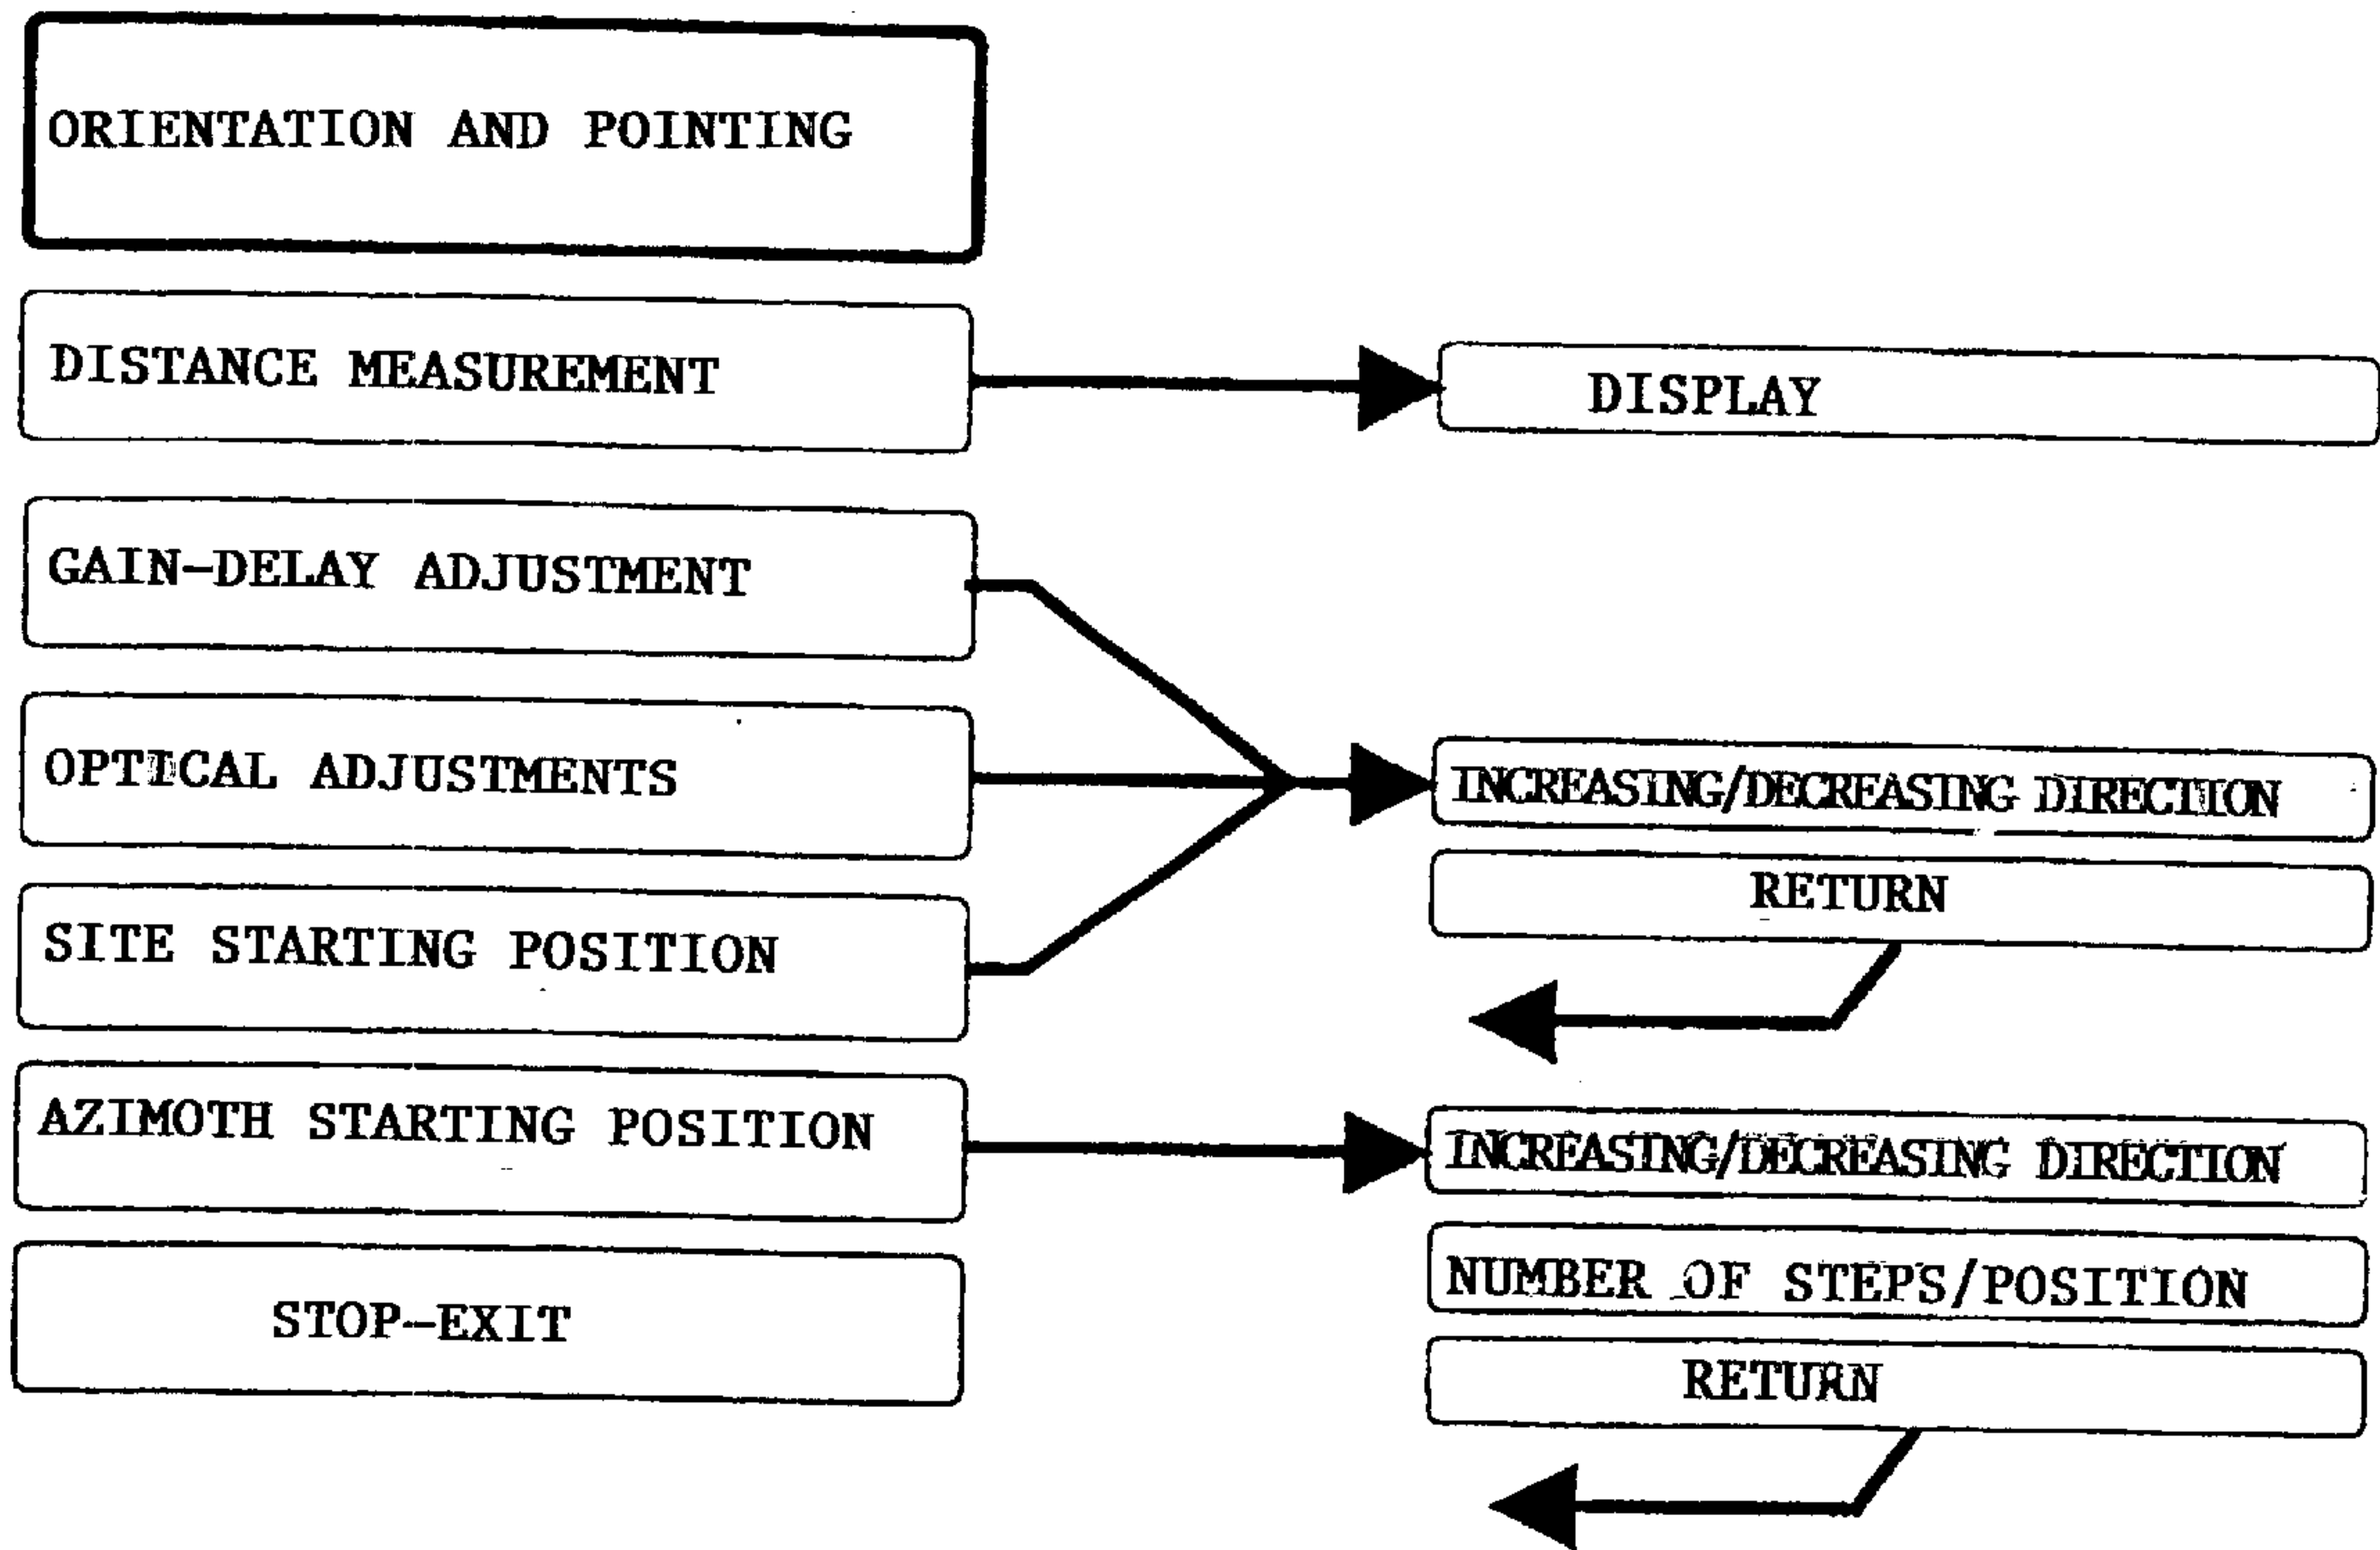 ORIENTATION AND POINTING
DISTANCE MEASUREMENT
DISPLAY
GAIN-DELAY ADJUSTMENT
OPTICAL ADJUSTMENTS
INCREASING/DECREASING DIRECTION
RETURN
SITE STARTING POSITION
AZIMOTH STARTING POSITION
INCREASING/DECREASING DIRECTION
NUMBER OF STEPS/POSITION
RETURN
STOP-EXIT